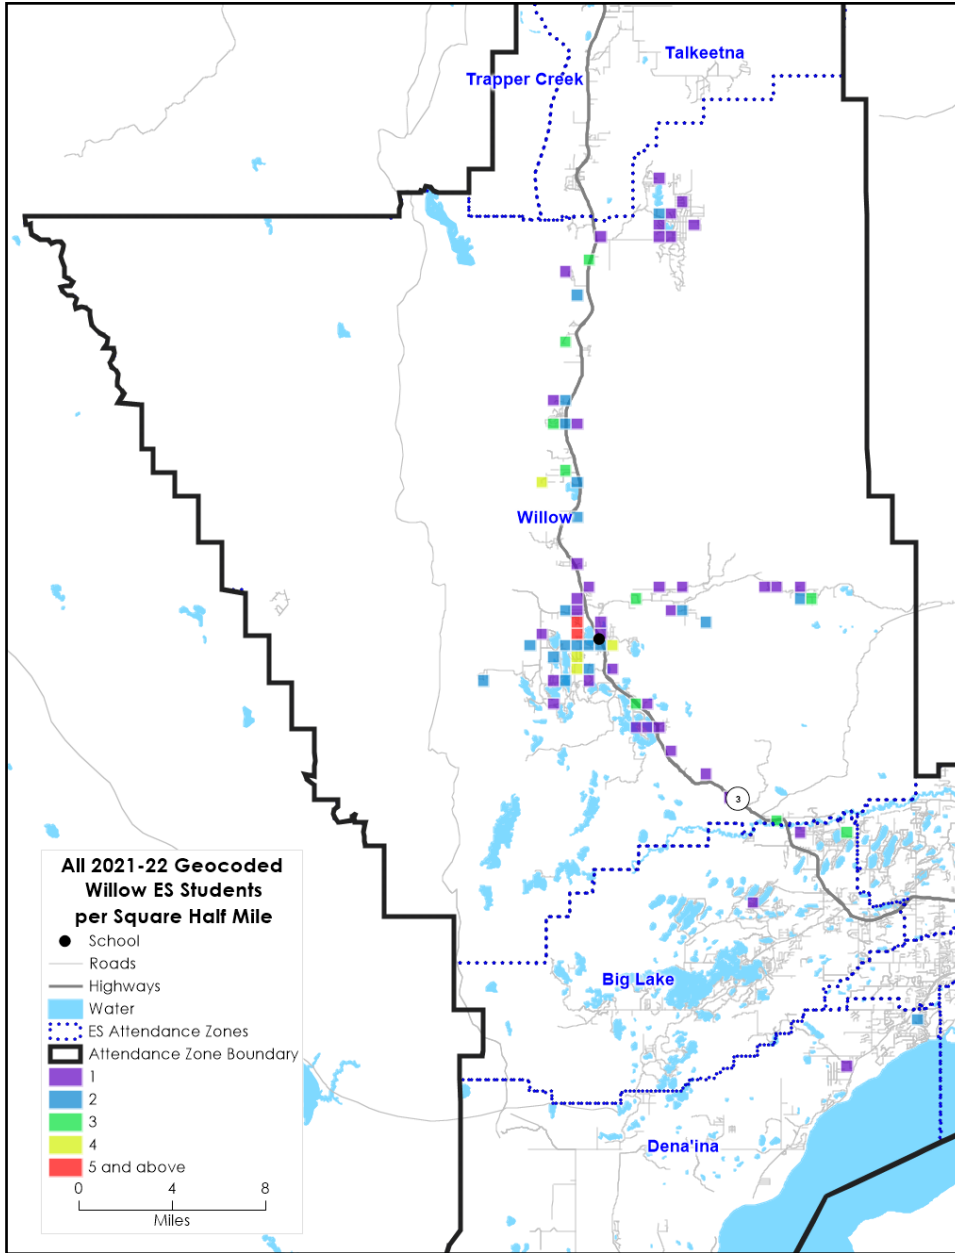 Talkeetna
Trapper Creek
Willow
3
Big Lake
Dena'ina
All 2021-22 Geocoded
Willow ES Students
per Square Half Mile
School
Roads
Highways
Water
ES Attendance Zones
Attendance Zone Boundary
1
2
3
4
5 and above
0 4 8
Miles